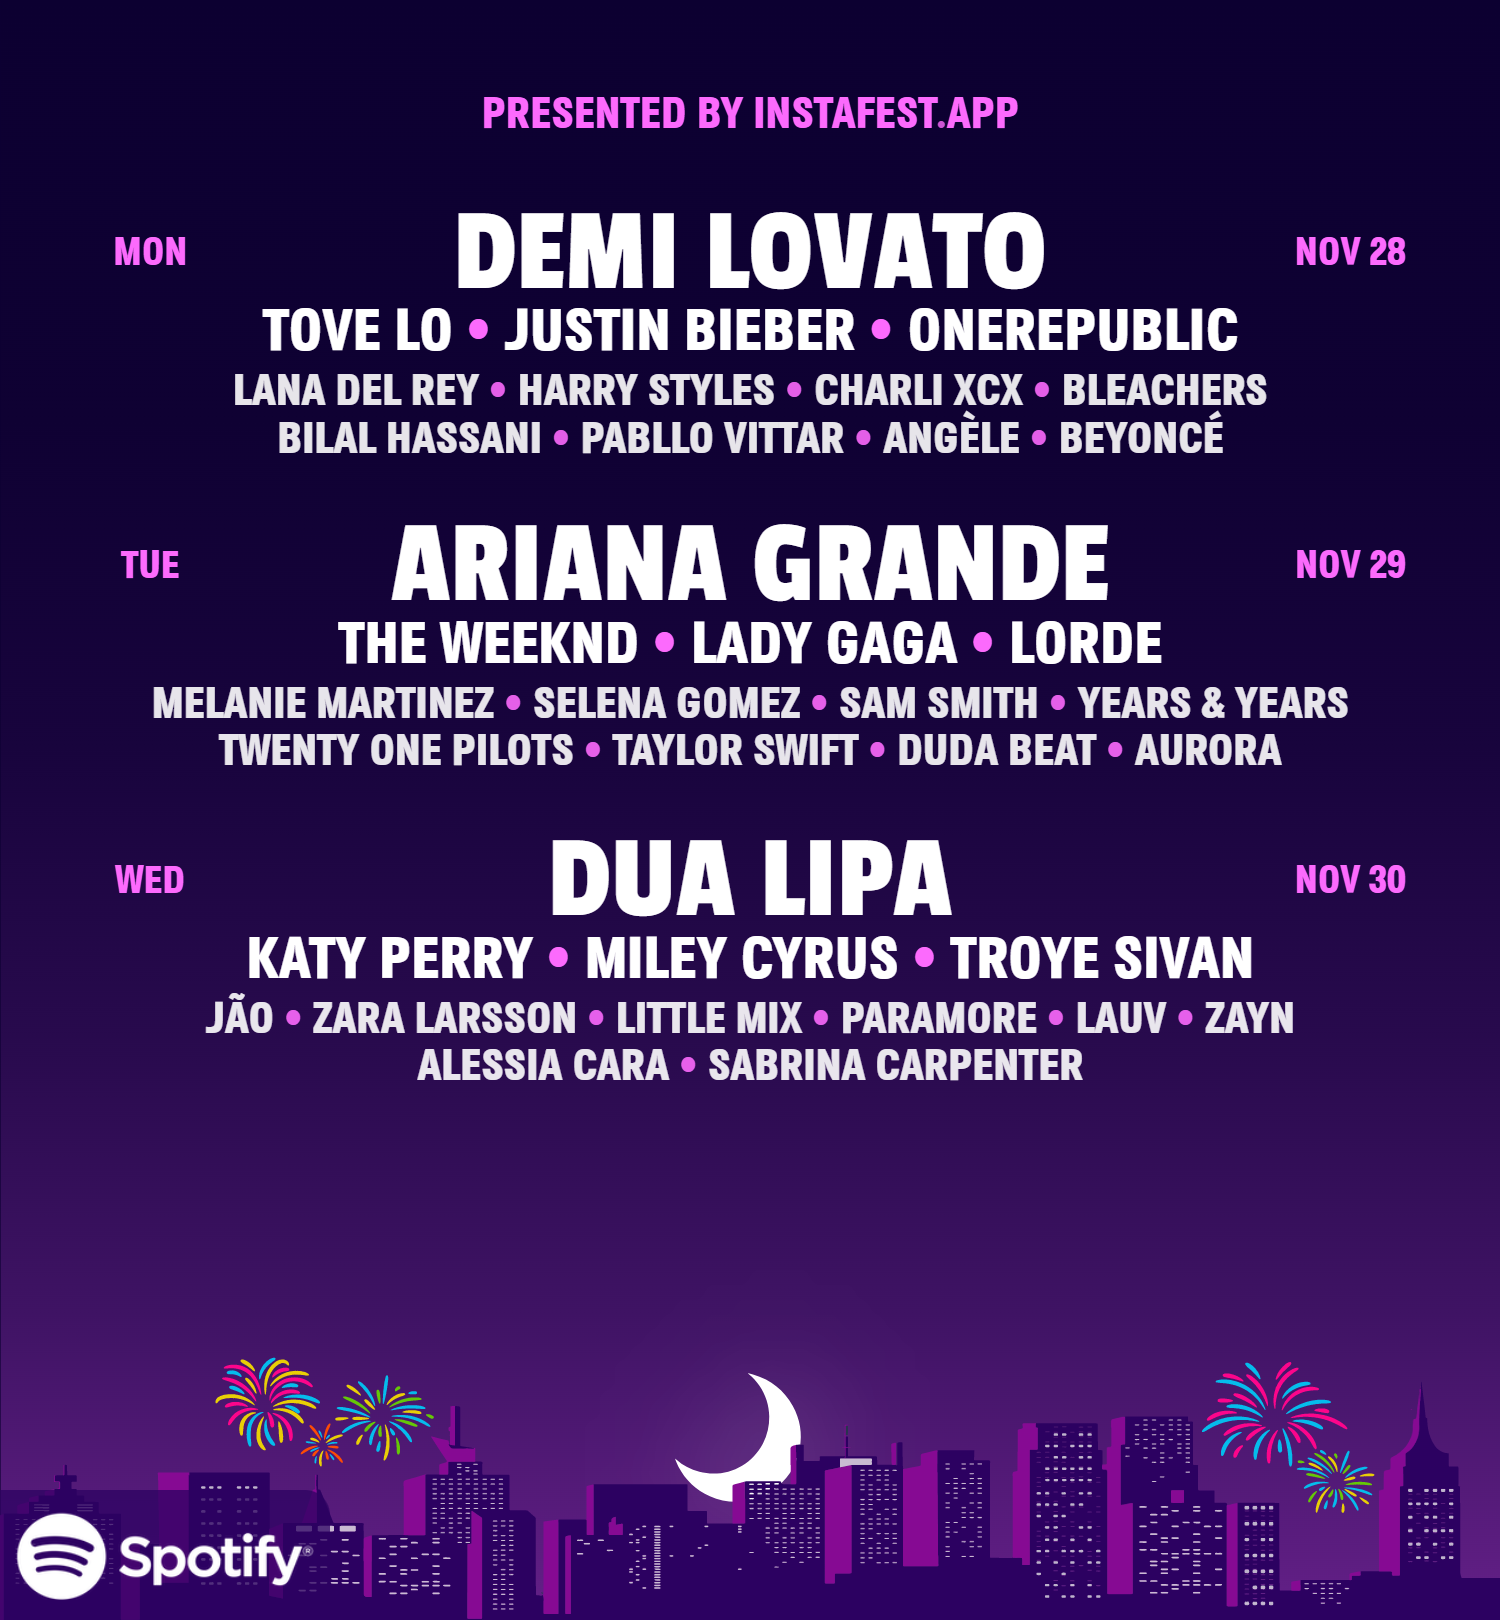 PRESENTED BY INSTAFEST.APP
MON
DEMI LOVATO
NOV 28
TOVE LO • JUSTIN BIEBER • ONEREPUBLIC
LANA DEL REY • HARRY STYLES • CHARLI XCX • BLEACHERS
BILAL HASSANI • PABLLO VITTAR • ANGÈLE • BEYONCÉ
TUE
ARIANA GRANDE
NOV 29
THE WEEKND • LADY GAGA • LORDE
MELANIE MARTINEZ • SELENA GOMEZ • SAM SMITH • YEARS & YEARS
TWENTY ONE PILOTS • TAYLOR SWIFT • DUDA BEAT • AURORA
WED
DUA LIPA
NOV 30
KATY PERRY • MILEY CYRUS • TROYE SIVAN
JÃO • ZARA LARSSON • LITTLE MIX • PARAMORE • LAUV • ZAYN
ALESSIA CARA • SABRINA CARPENTER
Spotify®